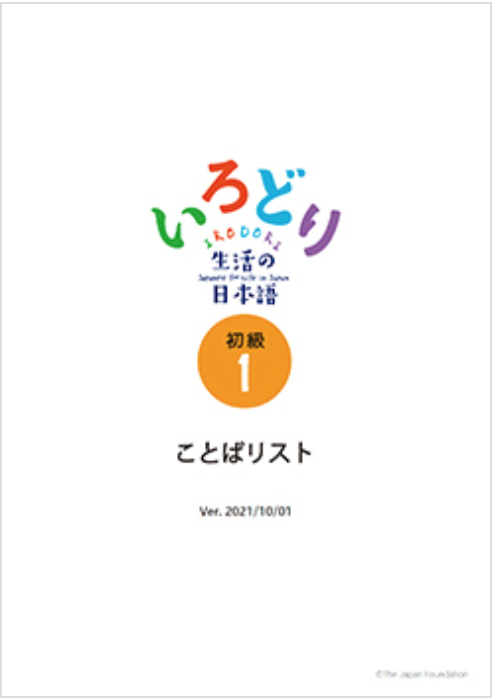 いろどり
IRODORI
生活の
Japanese for Life in Japan
日本語
初級
1
ことばリスト
Ver. 2021/10/01
©The Japan Foundation